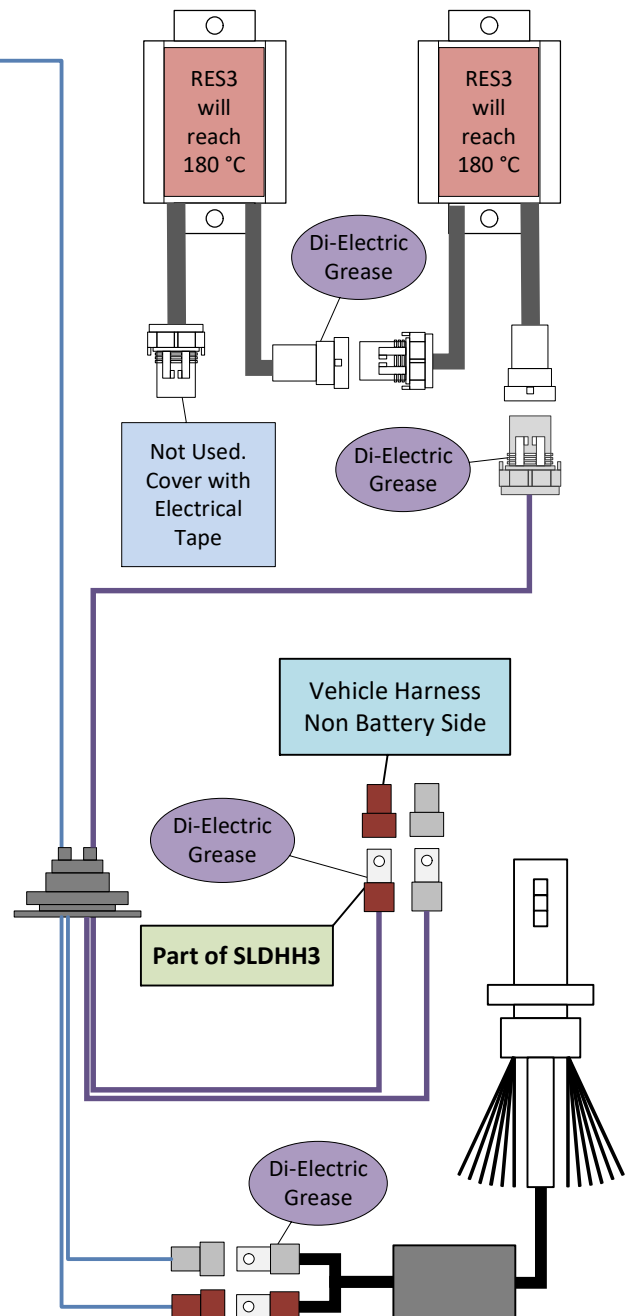 RES3
will
reach
180 °C
RES3
will
reach
180 °C
Di-Electric
Grease
Not Used.
Cover with
Electrical
Tape
Di-Electric
Grease
Vehicle Harness
Non Battery Side
Di-Electric
Grease
Part of SLDHH3
Di-Electric
Grease